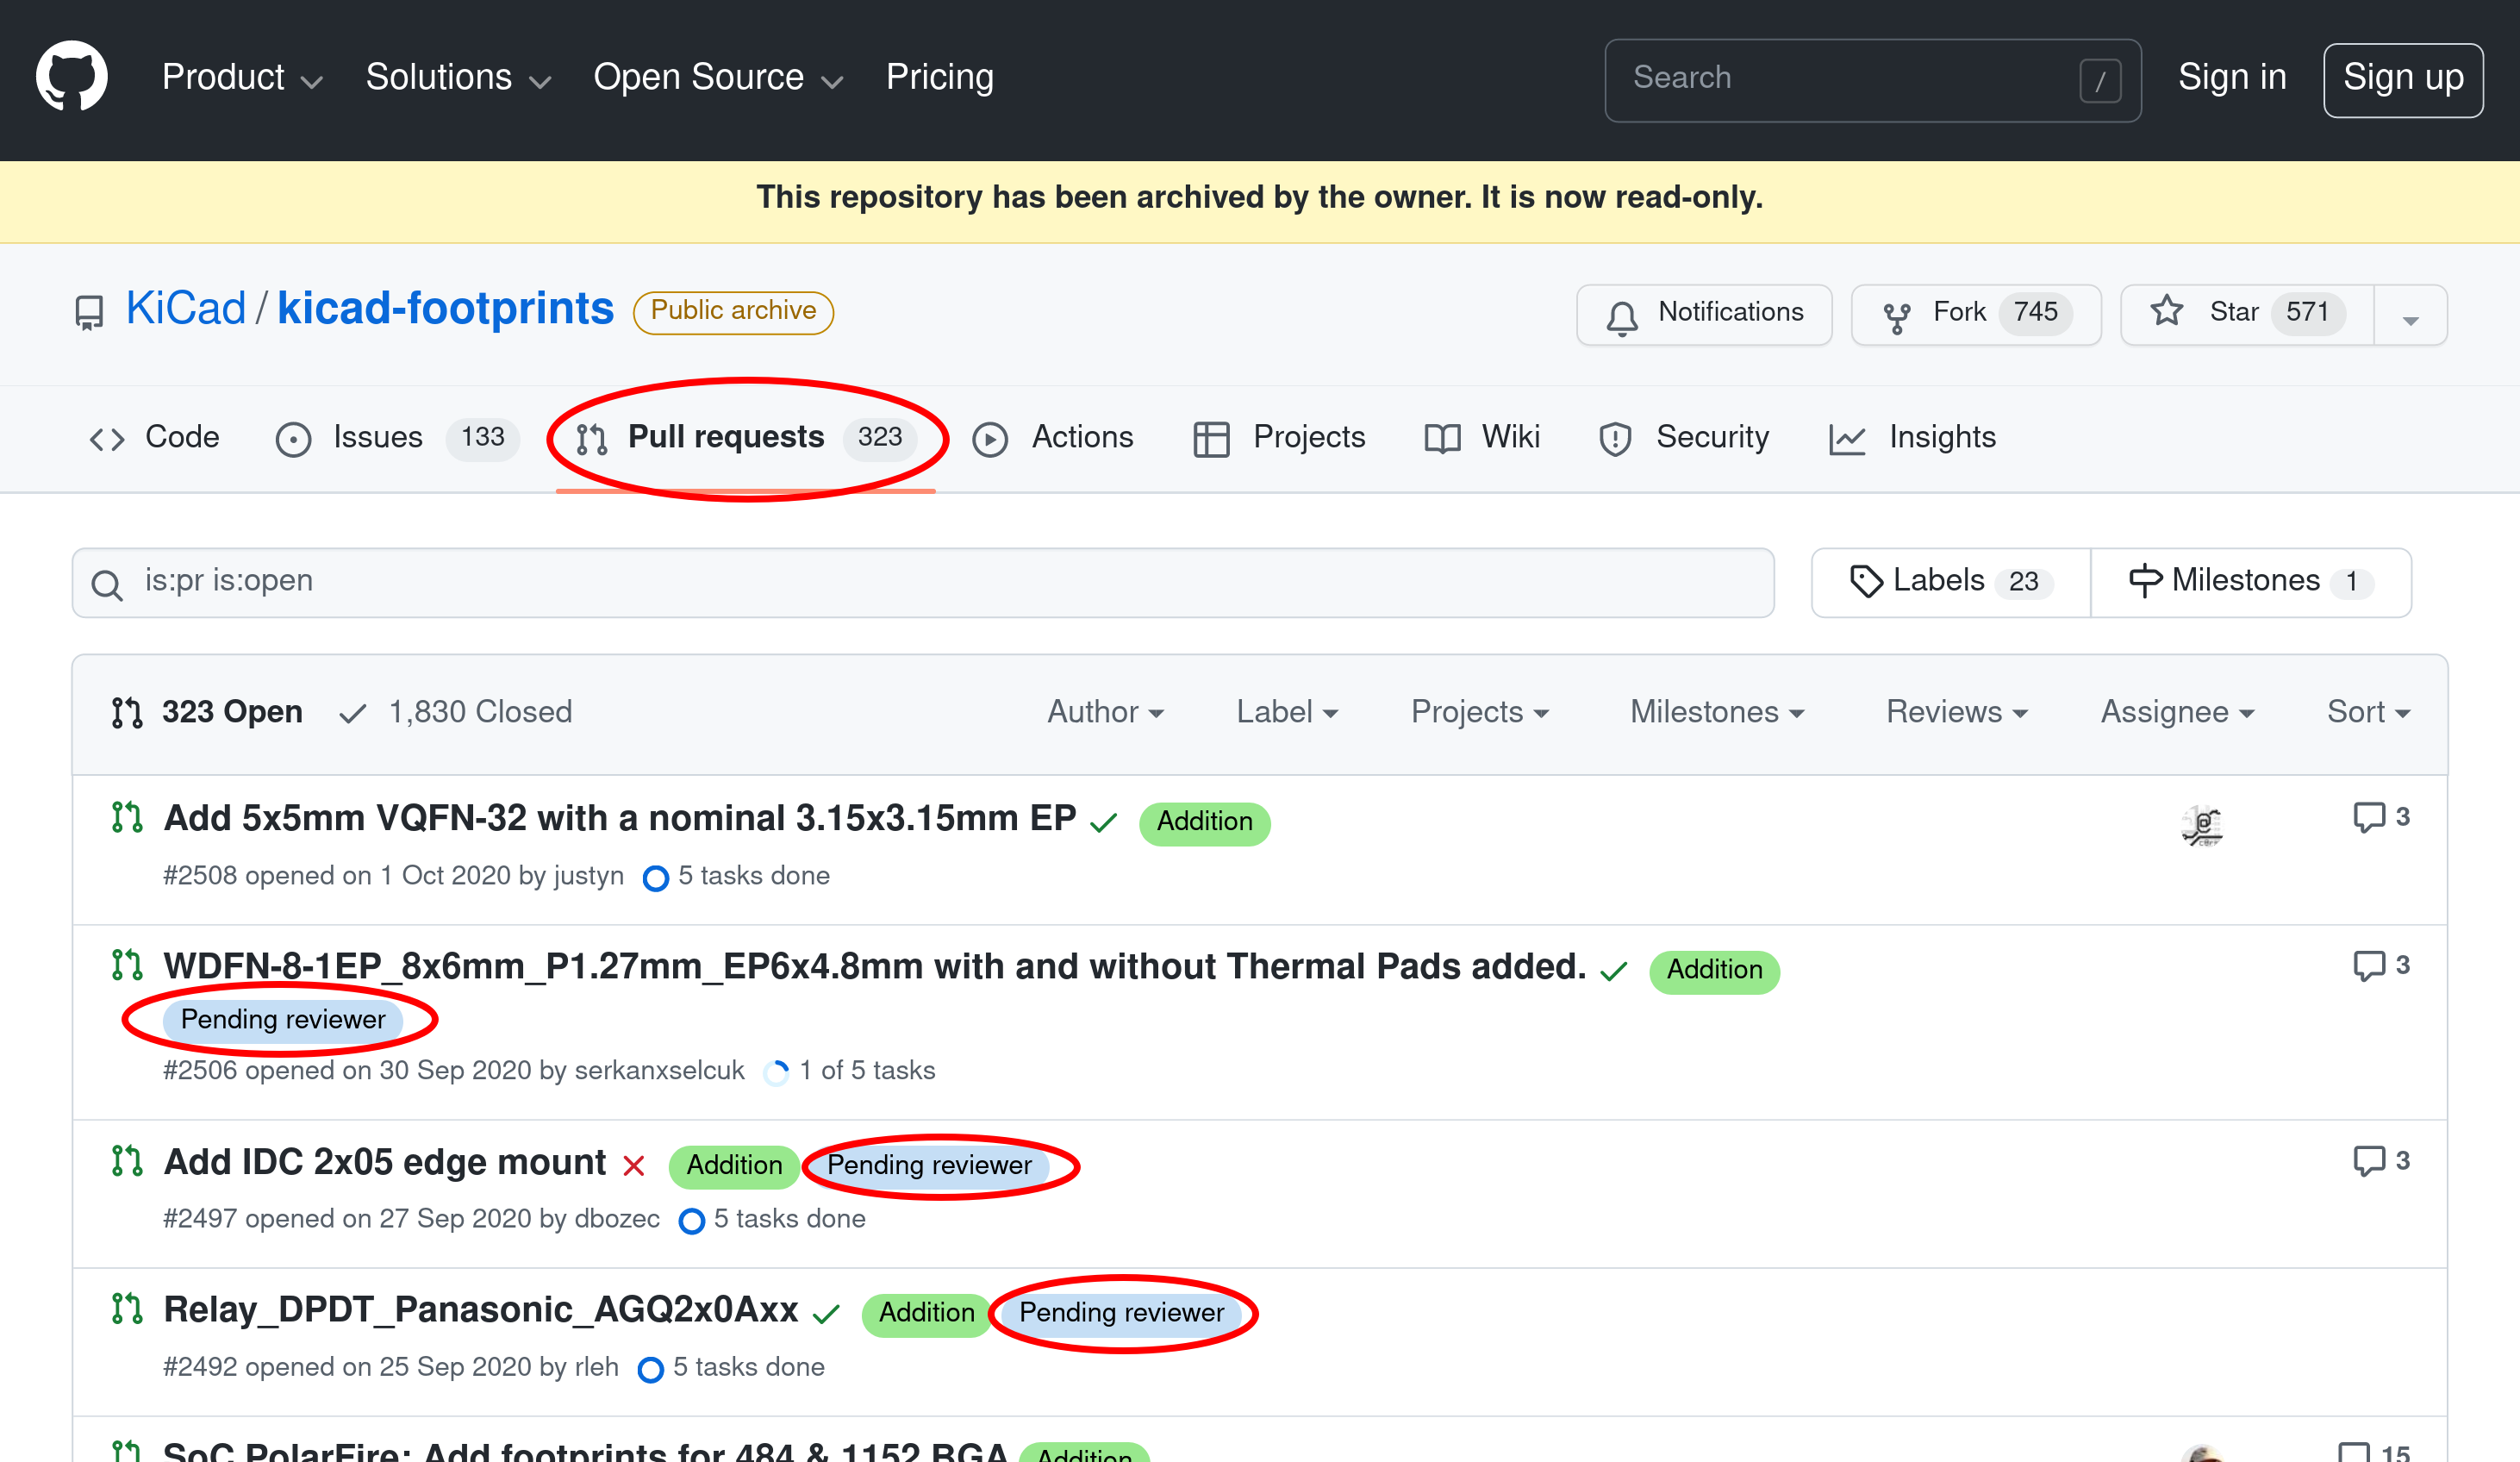 Product Solutions Open Source Pricing Search / Sign in Sign up
This repository has been archived by the owner. It is now read-only.
KiCad / kicad-footprints Public archive Notifications Fork 745 Star 571
Code Issues 133 Pull requests 323 Actions Projects Wiki Security Insights
is:pr is:open Labels 23 Milestones 1
323 Open 1,830 Closed Author Label Projects Milestones Reviews Assignee Sort
Add 5x5mm VQFN-32 with a nominal 3.15x3.15mm EP Addition 3
#2508 opened on 1 Oct 2020 by justyn 5 tasks done
WDFN-8-1EP_8x6mm_P1.27mm_EP6x4.8mm with and without Thermal Pads added. Addition 3
Pending reviewer
#2506 opened on 30 Sep 2020 by serkanxselcuk 1 of 5 tasks
Add IDC 2x05 edge mount Addition Pending reviewer 3
#2497 opened on 27 Sep 2020 by dbozec 5 tasks done
Relay_DPDT_Panasonic_AGQ2x0Axx Addition Pending reviewer
#2492 opened on 25 Sep 2020 by rleh 5 tasks done
SoC PolarFire: Add footprints for 484 & 1152 BGA Addition 15